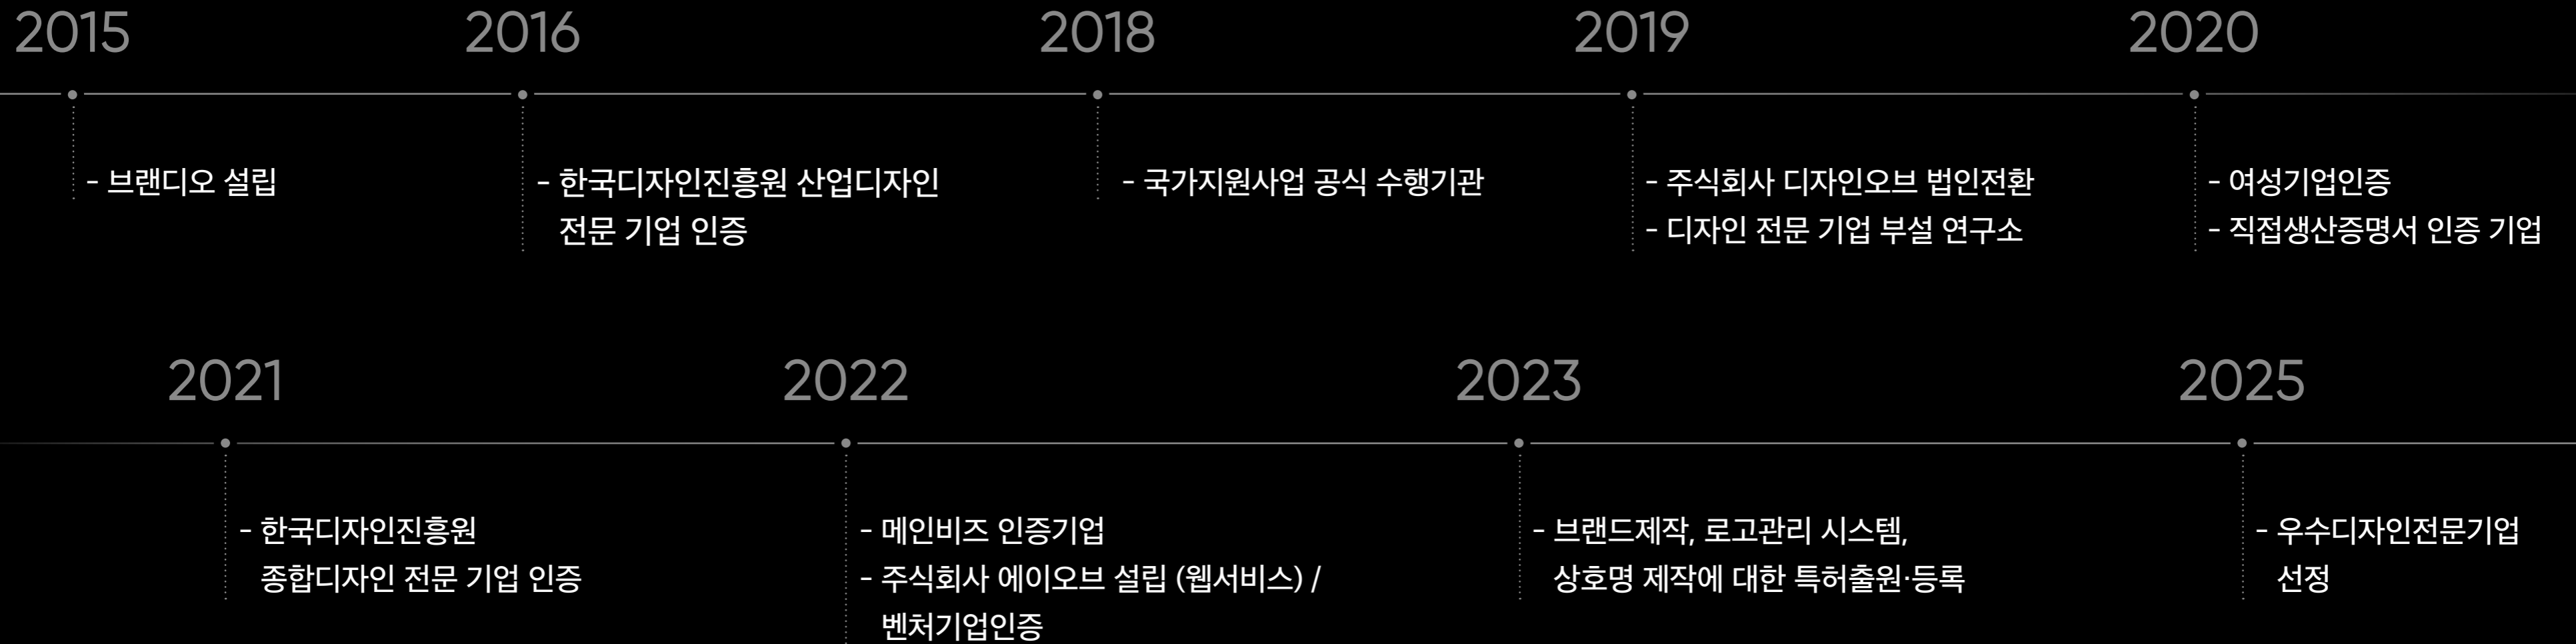 2015
2016
2018
2019
2020
- 브랜디오 설립
- 한국디자인진흥원 산업디자인
전문 기업 인증
- 국가지원사업 공식 수행기관
- 주식회사 디자인오브 법인전환
- 디자인 전문 기업 부설 연구소
- 여성기업인증
- 직접생산증명서 인증 기업
2021
2022
2023
2025
- 한국디자인진흥원
종합디자인 전문 기업 인증
- 메인비즈 인증기업
- 주식회사 에이오브 설립 (웹서비스) /
벤처기업인증
- 브랜드제작, 로고관리 시스템,
상호명 제작에 대한 특허출원·등록
- 우수디자인전문기업
선정